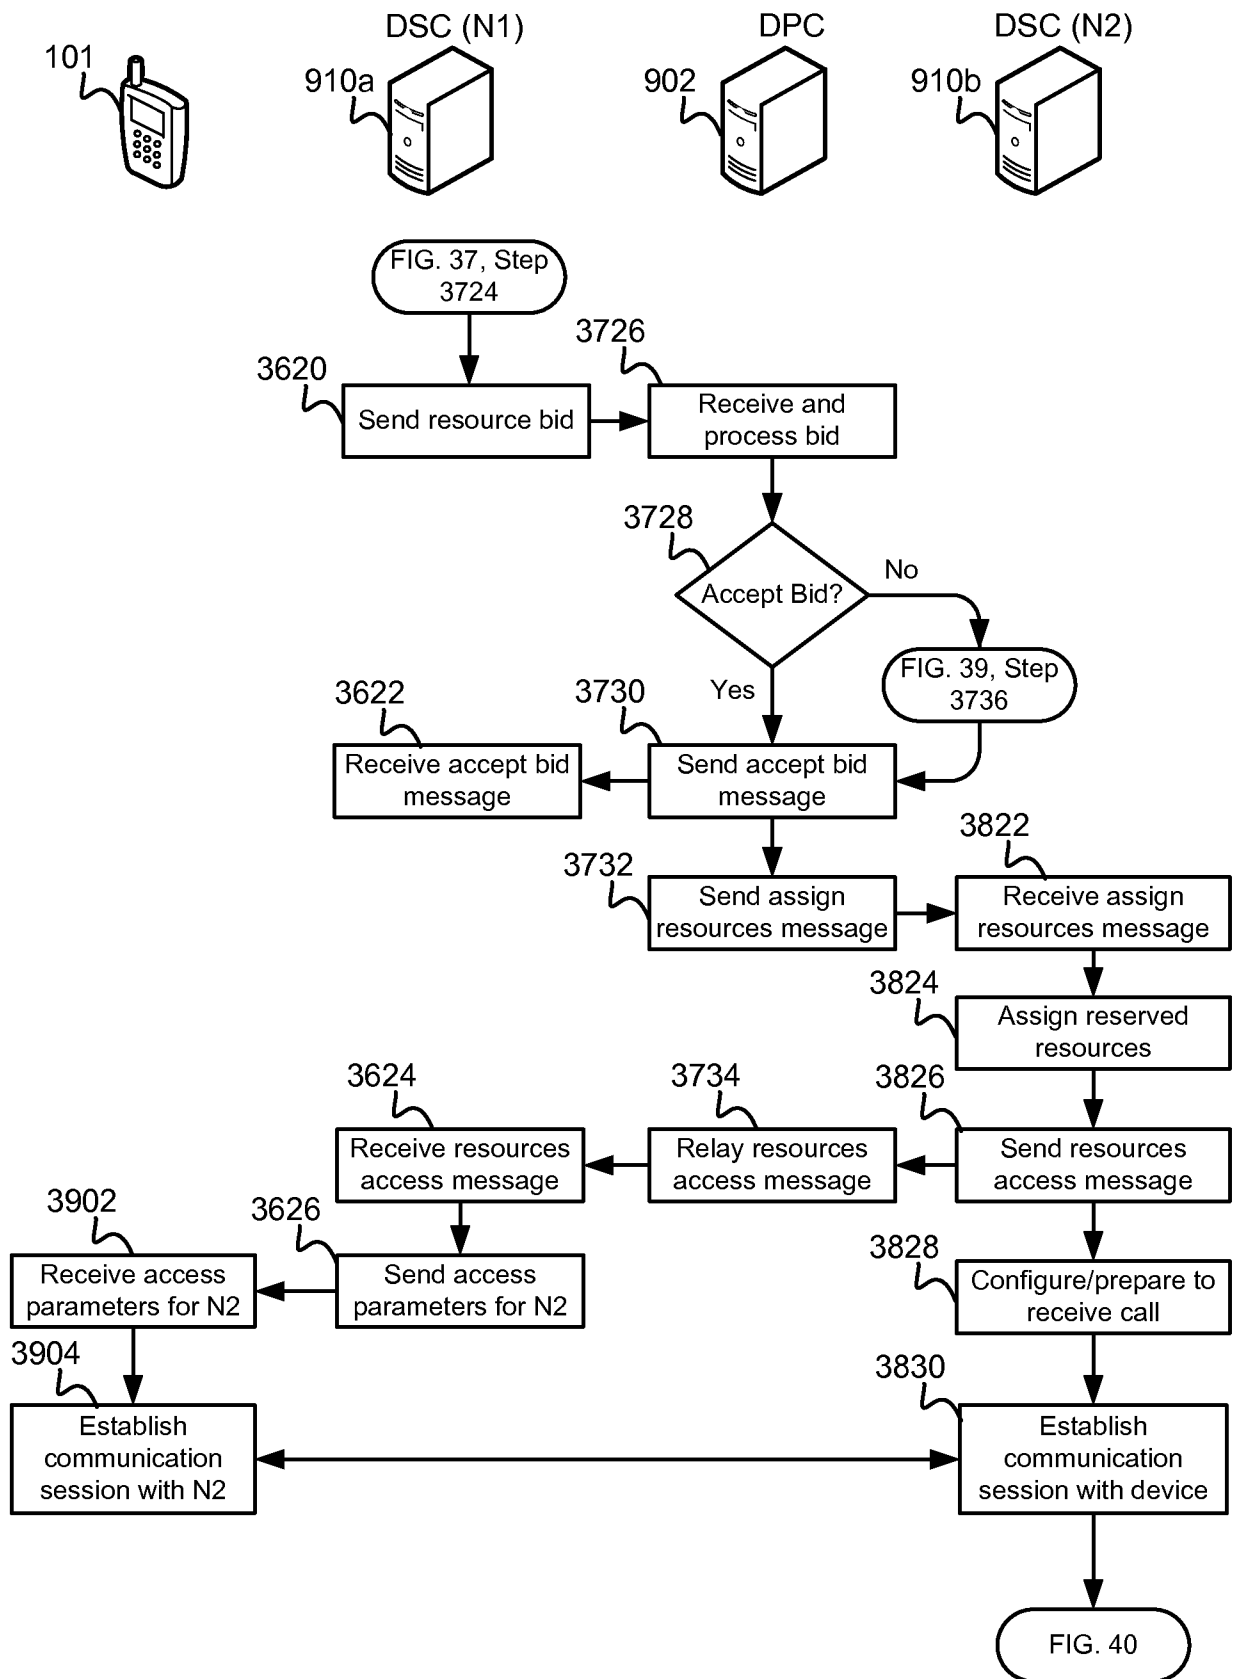 DSC (N1)
DPC
DSC (N2)
101
910a
902
910b
FIG. 37, Step
3724
3620
Send resource bid
3726
Receive and
process bid
3728
Accept Bid?
No
Yes
FIG. 39, Step
3736
3622
Receive accept bid
message
3730
Send accept bid
message
3732
Send assign
resources message
3822
Receive assign
resources message
3824
Assign reserved
resources
3624
Receive resources
access message
3734
Relay resources
access message
3826
Send resources
access message
3902
Receive access
parameters for N2
3626
Send access
parameters for N2
3828
Configure/prepare to
receive call
3904
Establish
communication
session with N2
3830
Establish
communication
session with device
FIG. 40